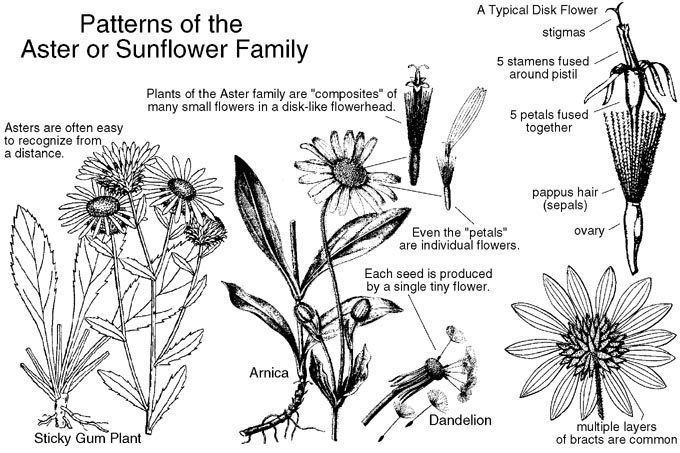 Patterns of the
Aster or Sunflower Family
Plants of the Aster family are "composites" of
many small flowers in a disk-like flowerhead.
Asters are often easy
to recognize from
a distance.
Even the "petals"
are individual flowers.
Each seed is produced
by a single tiny flower.
Sticky Gum Plant
Arnica
Dandelion
A Typical Disk Flower
stigmas
5 stamens fused
around pistil
5 petals fused
together
pappus hair
(sepals)
ovary
multiple layers
of bracts are common